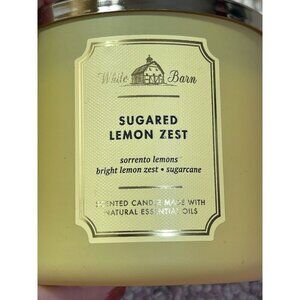 White Barn
SUGARED
LEMON ZEST
sorrento lemons
bright lemon zest • sugarcane
SCENTED CANDLE MADE WITH
NATURAL ESSENTIAL OILS